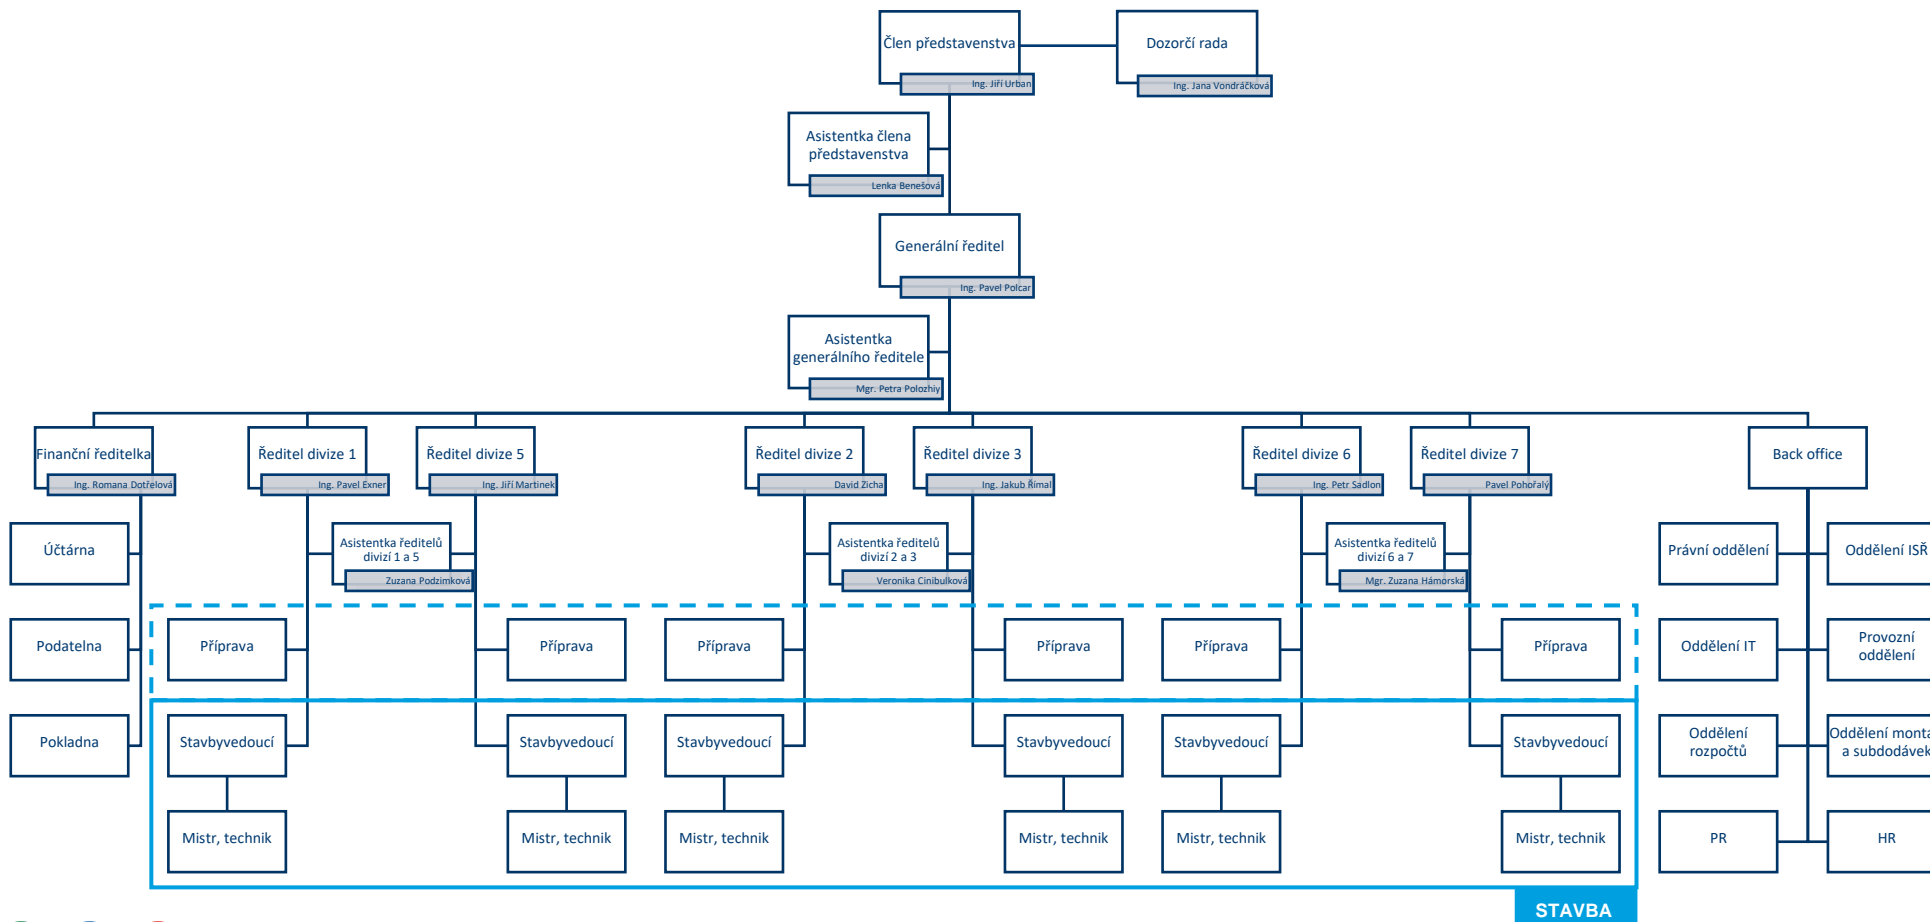 Člen představenstva
Ing. Jiří Urban
Dozorčí rada
Ing. Jana Vondráčková
Asistentka člena
představenstva
Lenka Benešová
Generální ředitel
Ing. Pavel Polcar
Asistentka
generálního ředitele
Mgr. Petra Polozhiy
Finanční ředitelka
Ing. Romana Dotřelová
Ředitel divize 1
Ing. Pavel Exner
Ředitel divize 5
Ing. Jiří Martinek
Ředitel divize 2
David Zicha
Ředitel divize 3
Ing. Jakub Římal
Ředitel divize 6
Ing. Petr Sadlon
Ředitel divize 7
Pavel Pohořalý
Back office
Účtárna
Asistentka ředitelů
divizí 1 a 5
Zuzana Podzimková
Asistentka ředitelů
divizí 2 a 3
Veronika Cinibulková
Asistentka ředitelů
divizí 6 a 7
Mgr. Zuzana Hámorská
Právní oddělení
Oddělení ISŘ
Podatelna
Příprava
Příprava
Příprava
Příprava
Příprava
Příprava
Oddělení IT
Provozní
oddělení
Pokladna
Stavbyvedoucí
Stavbyvedoucí
Stavbyvedoucí
Stavbyvedoucí
Stavbyvedoucí
Stavbyvedoucí
Oddělení
rozpočtů
Oddělení
a subdodávek
Mistr, technik
Mistr, technik
Mistr, technik
Mistr, technik
Mistr, technik
Mistr, technik
PR
HR
STAVBA